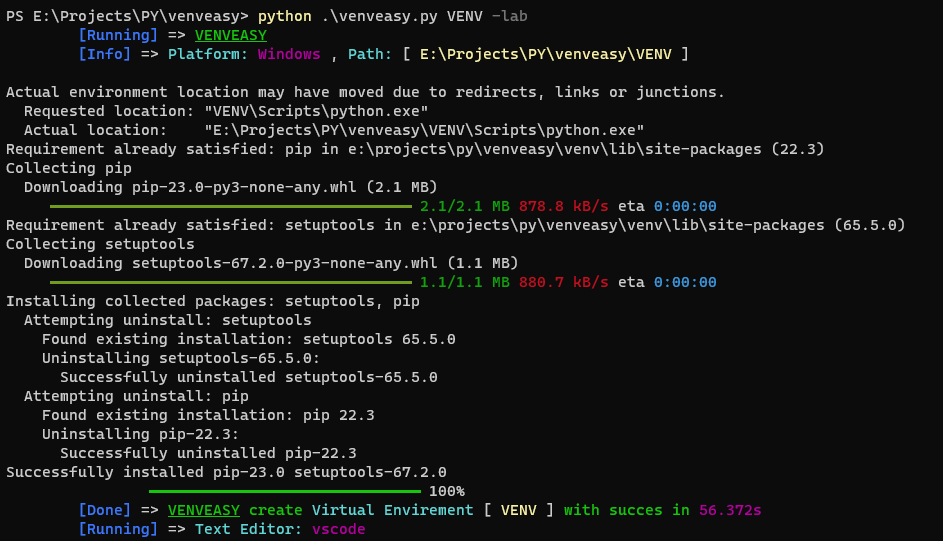 PS E:\Projects\PY\venveasy> python .\venveasy.py VENV -lab
[Running] => VENVEASY
[Info] => Platform: Windows , Path: [ E:\Projects\PY\venveasy\VENV ]
Actual environment location may have moved due to redirects, links or junctions.
Requested location: "VENV\Scripts\python.exe"
Actual location:    "E:\Projects\PY\venveasy\VENV\Scripts\python.exe"
Requirement already satisfied: pip in e:\projects\py\venveasy\venv\lib\site-packages (22.3)
Collecting pip
Downloading pip-23.0-py3-none-any.whl (2.1 MB)
2.1/2.1 MB 878.8 kB/s eta 0:00:00
Requirement already satisfied: setuptools in e:\projects\py\venveasy\venv\lib\site-packages (65.5.0)
Collecting setuptools
Downloading setuptools-67.2.0-py3-none-any.whl (1.1 MB)
1.1/1.1 MB 880.7 kB/s eta 0:00:00
Installing collected packages: setuptools, pip
Attempting uninstall: setuptools
Found existing installation: setuptools 65.5.0
Uninstalling setuptools-65.5.0:
Successfully uninstalled setuptools-65.5.0
Attempting uninstall: pip
Found existing installation: pip 22.3
Uninstalling pip-22.3:
Successfully uninstalled pip-22.3
Successfully installed pip-23.0 setuptools-67.2.0
100%
[Done] => VENVEASY create Virtual Envirement [ VENV ] with succes in 56.372s
[Running] => Text Editor: vscode